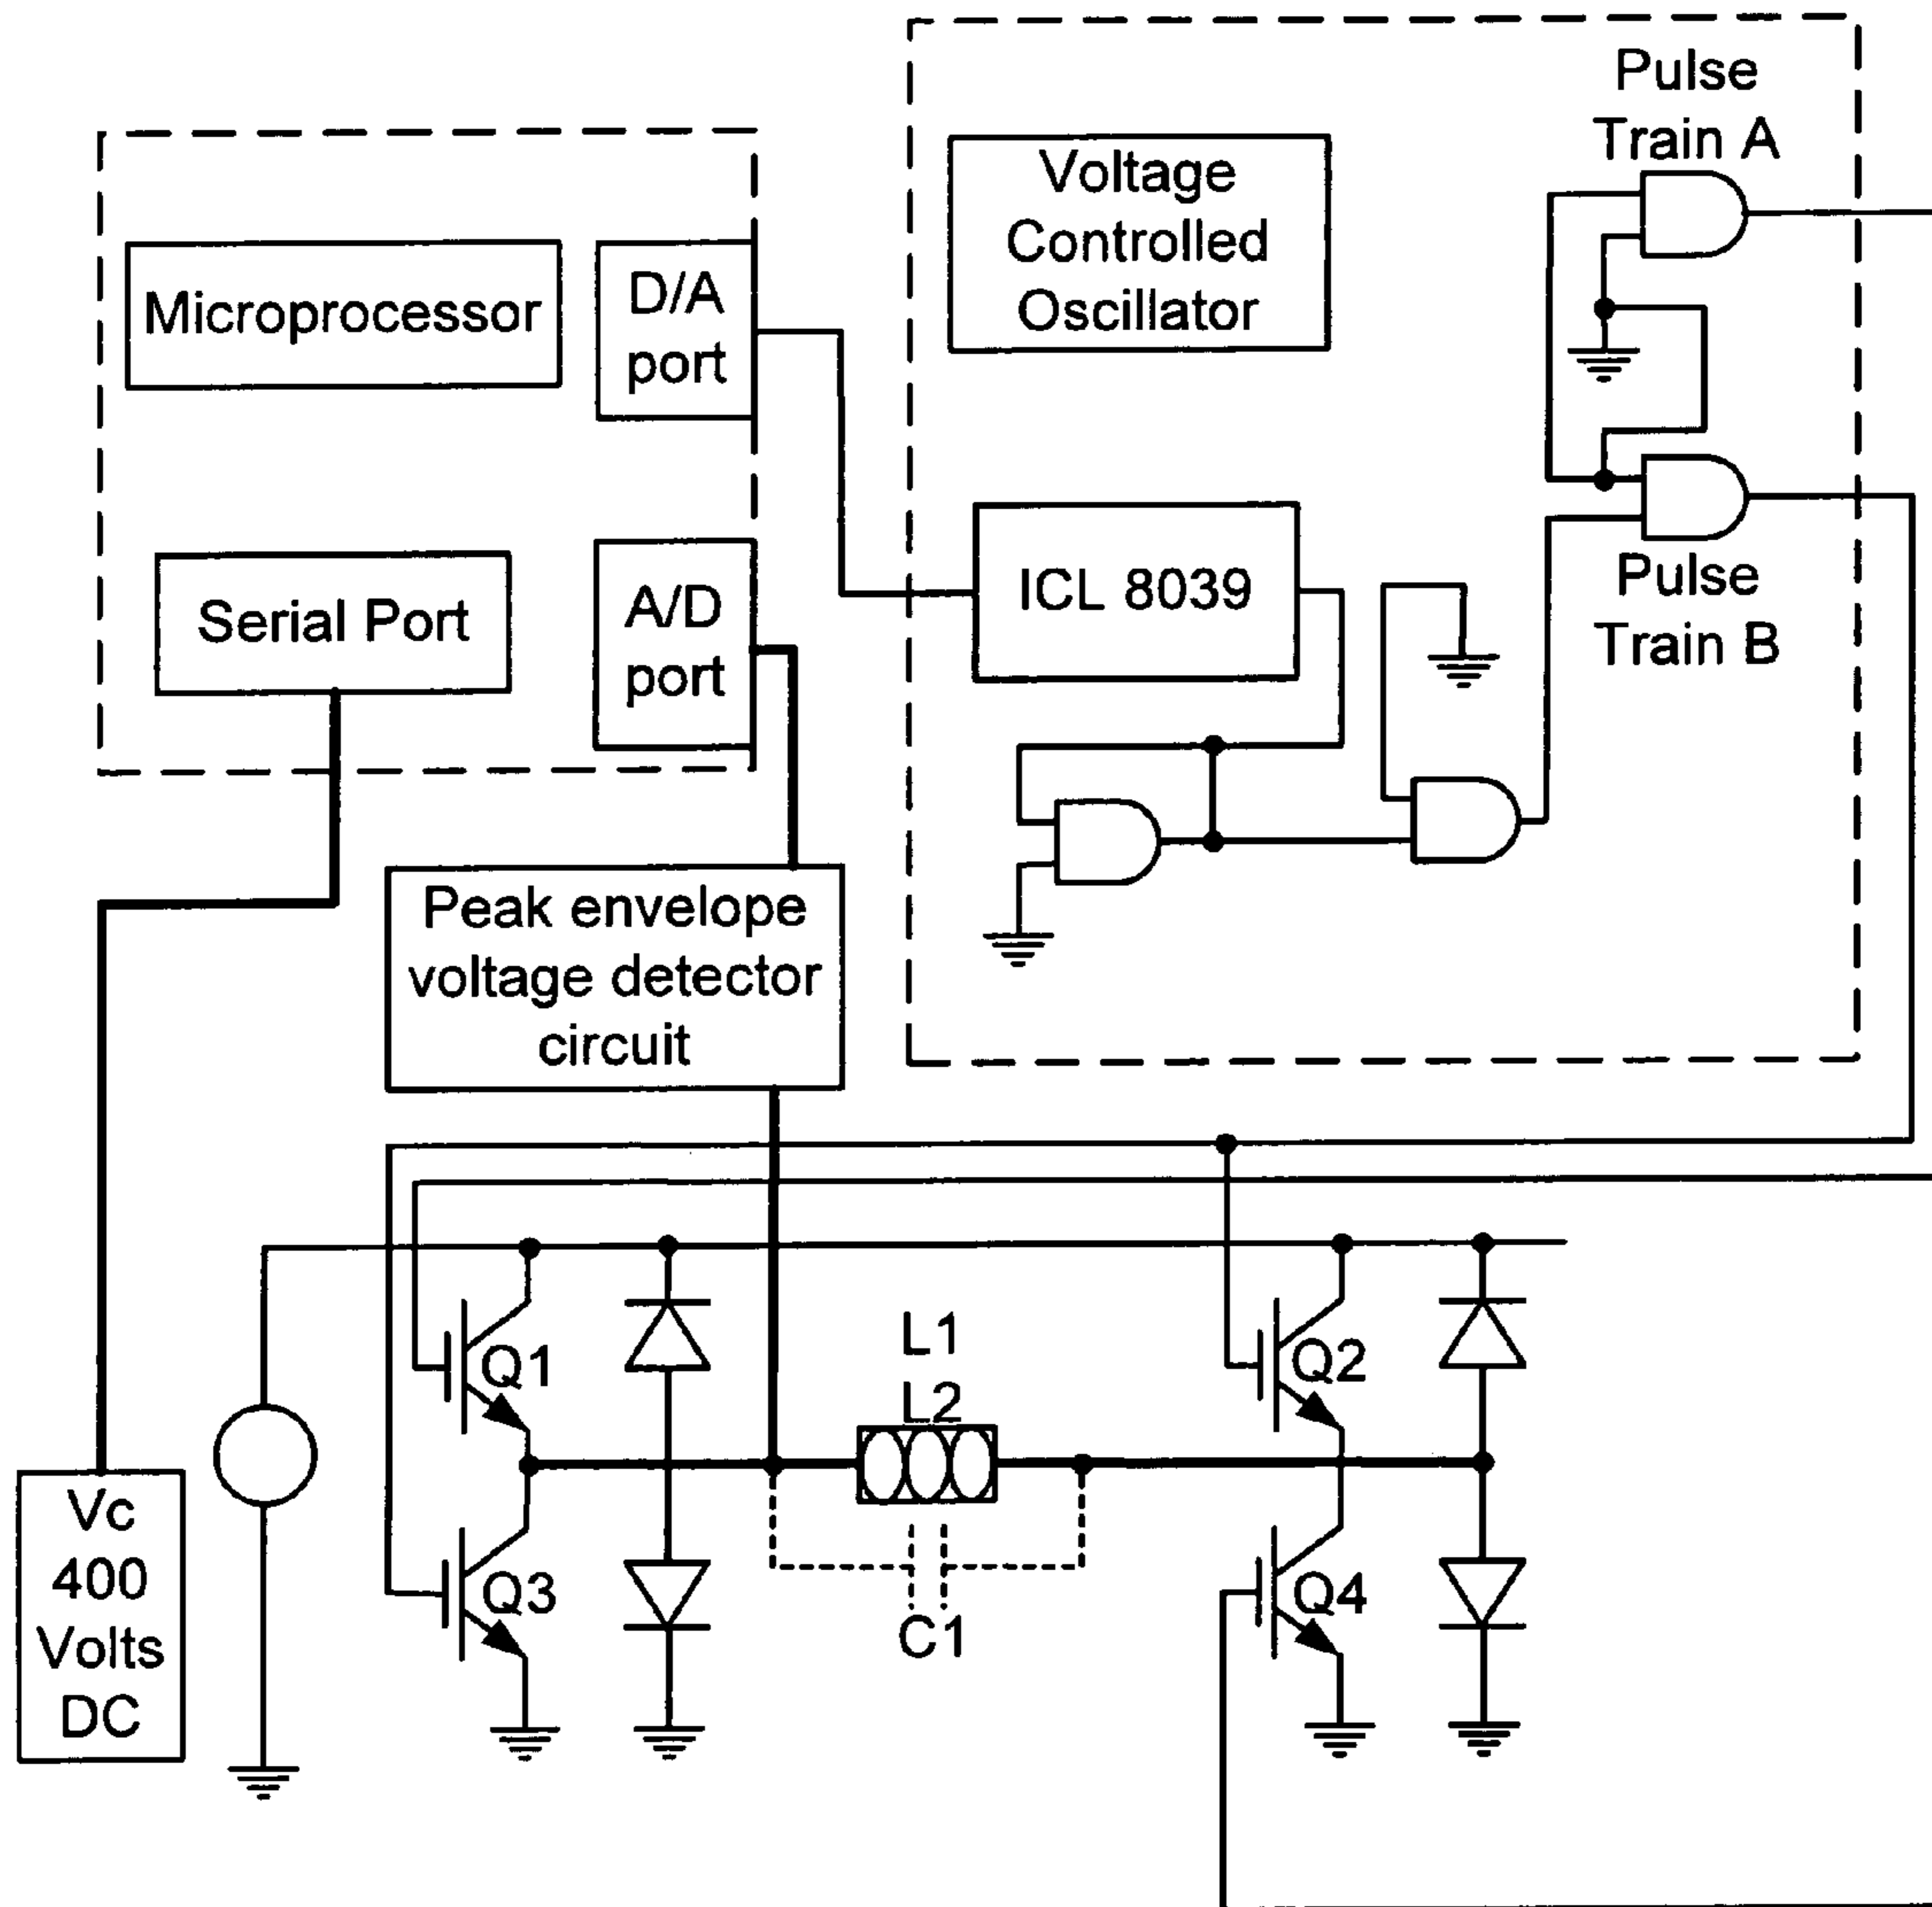 Pulse
Train A
Voltage
Controlled
Oscillator
Microprocessor
D/A
port
Serial Port
A/D
port
ICL 8039
Pulse
Train B
Peak envelope
voltage detector
circuit
L1
L2
Q1
Q2
Vc
400
Volts
DC
Q3
Q4
C1